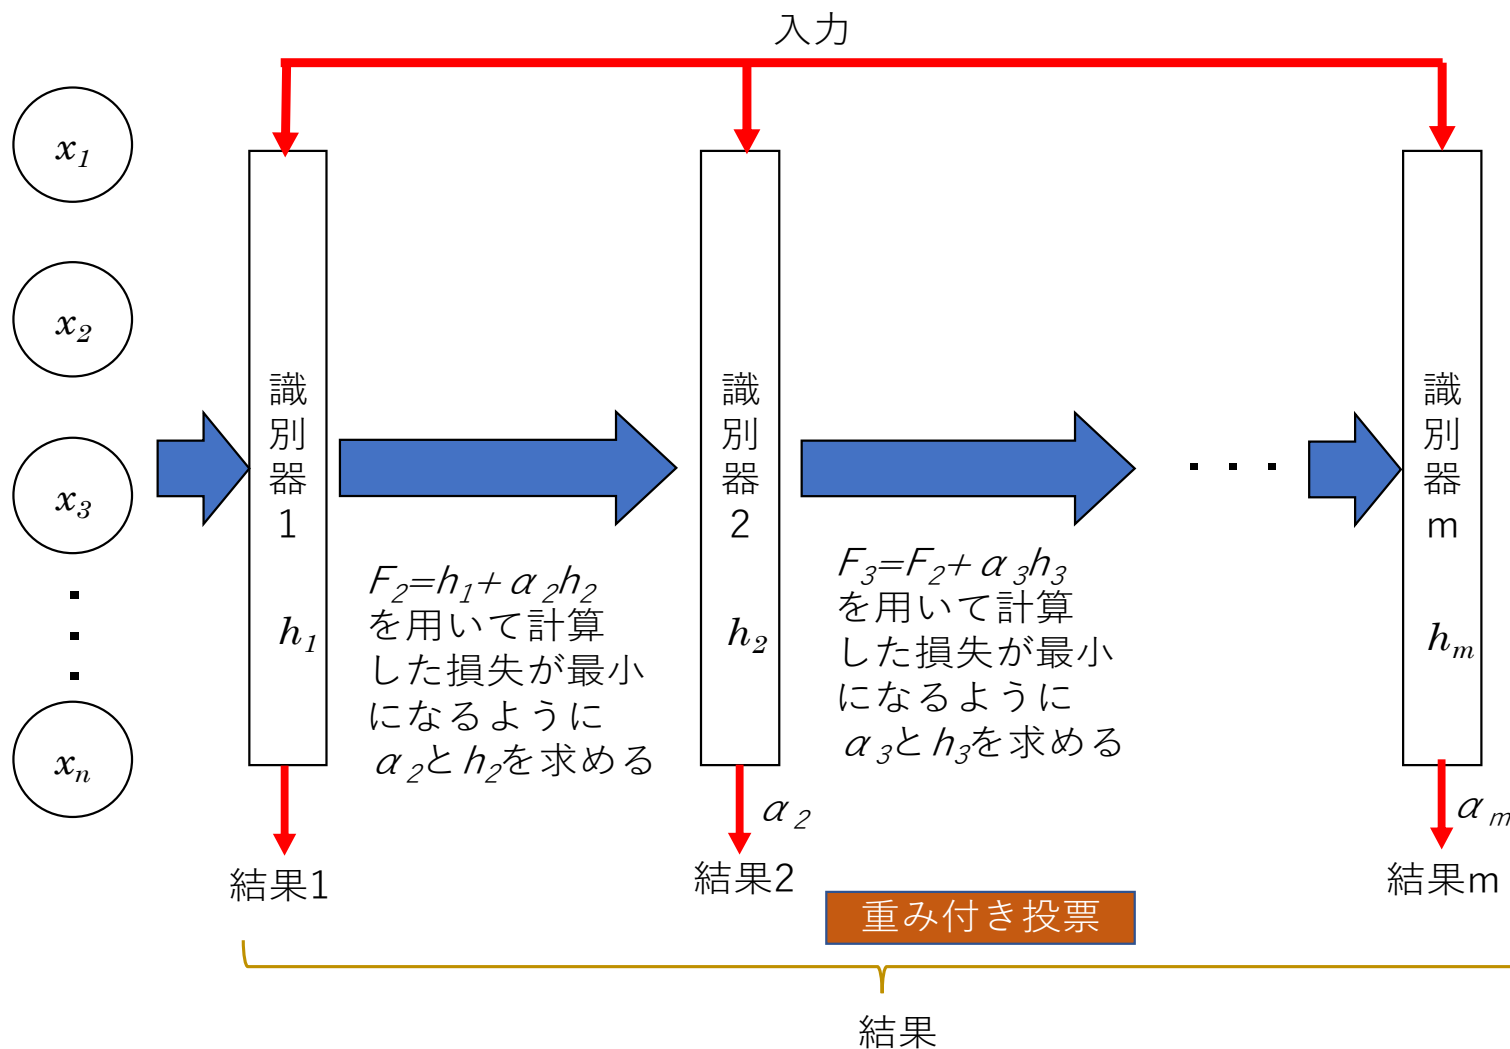 入力
x₁
x₂
x₃
xₙ
識別器1
h₁
F₂=h₁+α₂h₂
を用いて計算
した損失が最小
になるように
α₂とh₂を求める
識別器2
h₂
F₃=F₂+α₃h₃
を用いて計算
した損失が最小
になるように
α₃とh₃を求める
・・・
識別器m
hₘ
α₂
αₘ
結果1
結果2
結果m
重み付き投票
結果